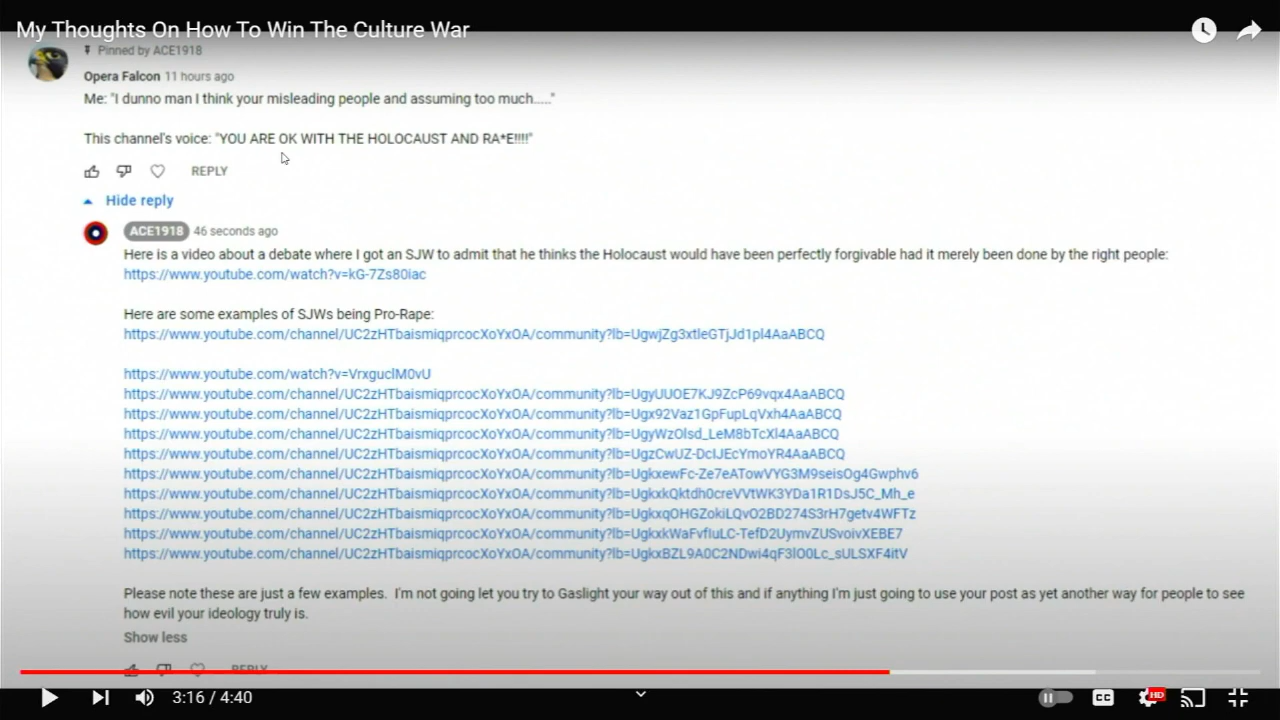 My Thoughts On How To Win The Culture War
Pinned by ACE1918
Opera Falcon 11 hours ago
Me: "I dunno man I think your misleading people and assuming too much....."
This channel's voice: "YOU ARE OK WITH THE HOLOCAUST AND RA*E!!!!"
REPLY
Hide reply
ACE1918 46 seconds ago
Here is a video about a debate where I got an SJW to admit that he thinks the Holocaust would have been perfectly forgivable had it merely been done by the right people:
https://www.youtube.com/watch?v=kG-7Zs80iac
Here are some examples of SJWs being Pro-Rape:
https://www.youtube.com/channel/UC2zHTbaismiqprcocXoYxOA/community?lb=UgwjZg3xtleGTjJd1pl4AaABCQ
https://www.youtube.com/watch?v=VrxguclM0vU
https://www.youtube.com/channel/UC2zHTbaismiqprcocXoYxOA/community?lb=UgyUUOE7KJ9ZcP69vqx4AaABCQ
https://www.youtube.com/channel/UC2zHTbaismiqprcocXoYxOA/community?lb=Ugx92Vaz1GpFupLqVxh4AaABCQ
https://www.youtube.com/channel/UC2zHTbaismiqprcocXoYxOA/community?lb=UgyWzOlsd_LeM8bTcXl4AaABCQ
https://www.youtube.com/channel/UC2zHTbaismiqprcocXoYxOA/community?lb=UgzCwUZ-DcIJEcYmoYR4AaABCQ
https://www.youtube.com/channel/UC2zHTbaismiqprcocXoYxOA/community?lb=UgkxewFc-Ze7eATowVYG3M9seisOg4Gwphv6
https://www.youtube.com/channel/UC2zHTbaismiqprcocXoYxOA/community?lb=UgkxkQktdh0creVVtWK3YDa1R1DsJ5C_Mh_e
https://www.youtube.com/channel/UC2zHTbaismiqprcocXoYxOA/community?lb=UgkxqOHGZokiLQvO2BD274S3rH7getv4WFTz
https://www.youtube.com/channel/UC2zHTbaismiqprcocXoYxOA/community?lb=UgkxkWaFvfIuLC-TefD2UymvZUSvoivXEBE7
https://www.youtube.com/channel/UC2zHTbaismiqprcocXoYxOA/community?lb=UgkxBZL9A0C2NDwi4qF3lO0Lc_sULSXF4itV
Please note these are just a few examples. I'm not going let you try to Gaslight your way out of this and if anything I'm just going to use your post as yet another way for people to see
how evil your ideology truly is.
Show less
REPLY
3:16 / 4:40
CC
HD